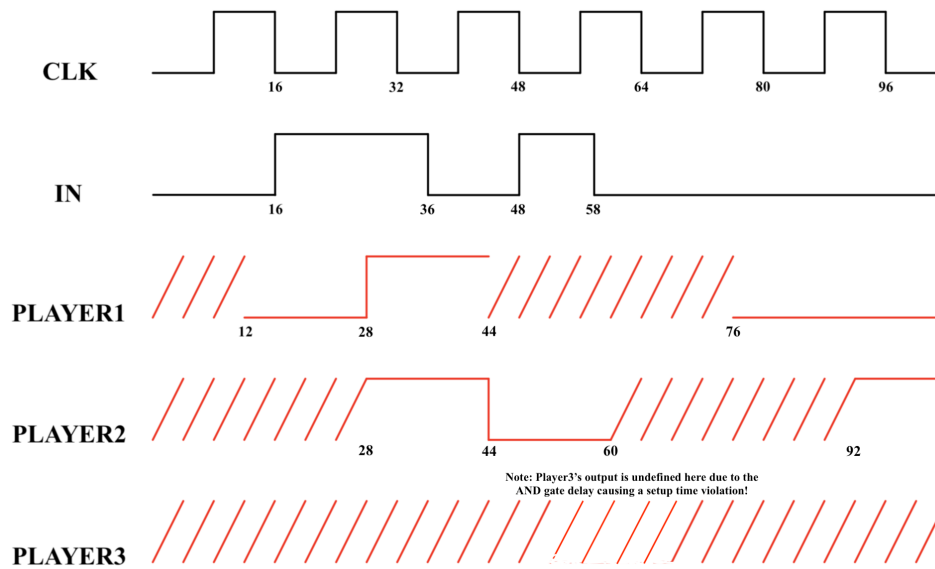 CLK
16 32 48 64 80 96
IN
16 36 48 58
PLAYER1
12 28 44 76
PLAYER2
28 44 60 92
Note: Player3's output is undefined here due to the
AND gate delay causing a setup time violation!
PLAYER3